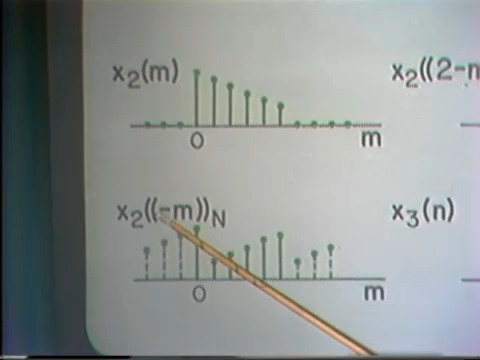 x₂(m)
0
m
x₂((2-n
x₂((-m))N
0
m
x₃(n)